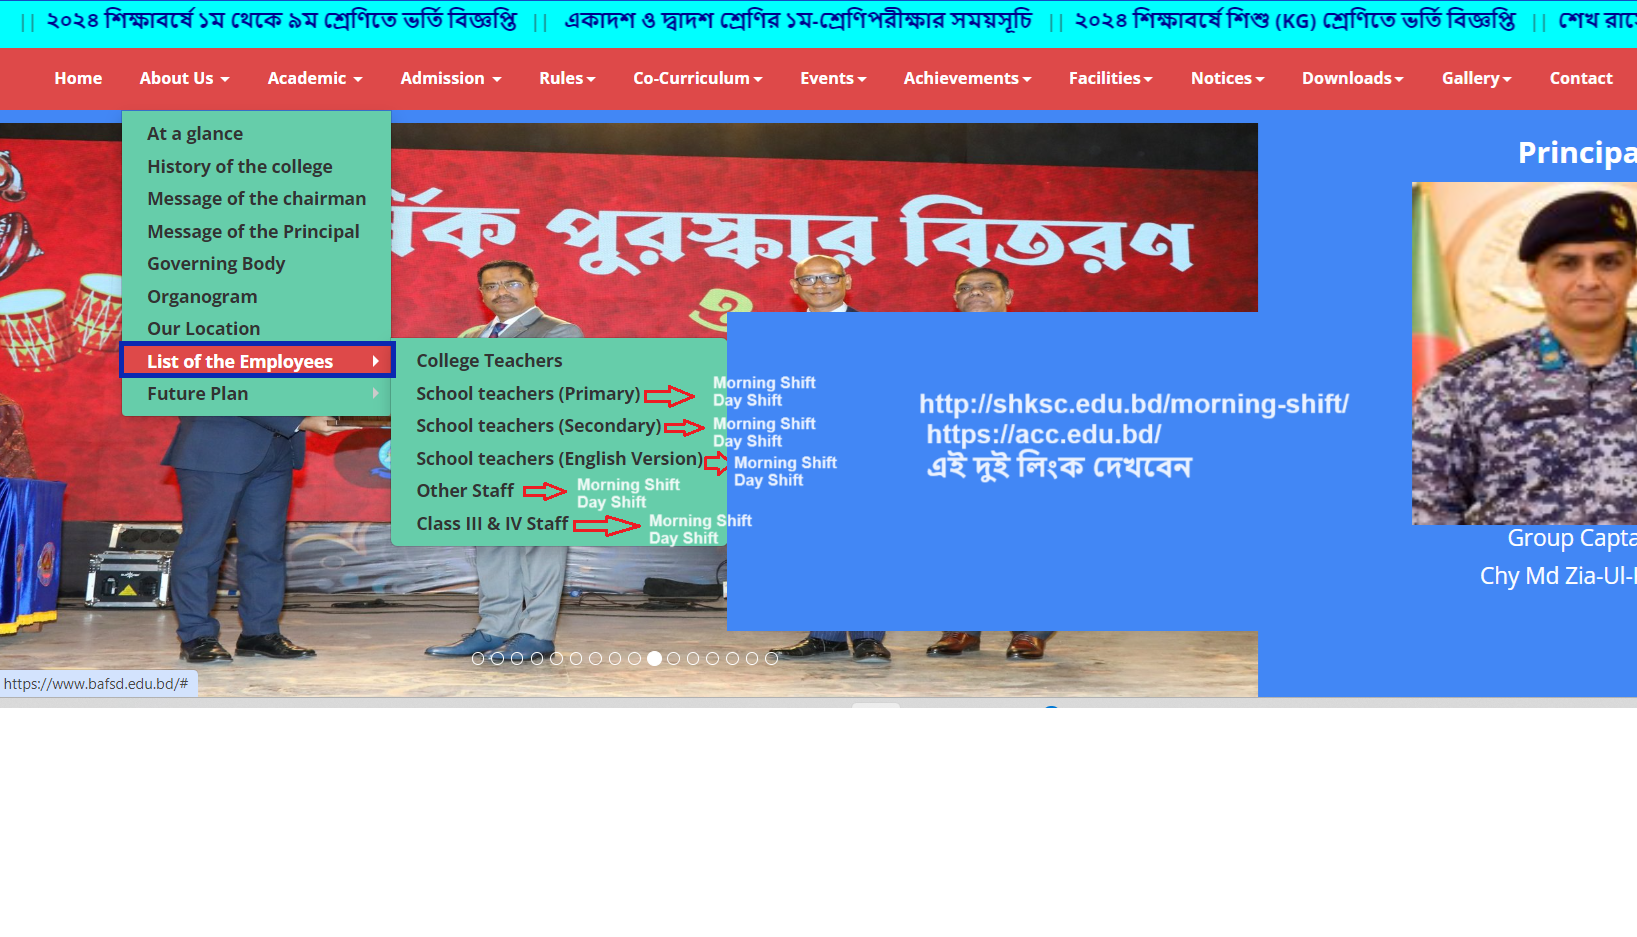 || ২০২৪ শিক্ষাবর্ষে ১ম থেকে ৯ম শ্রেণিতে ভর্তি বিজ্ঞপ্তি || একাদশ ও দ্বাদশ শ্রেণির ১ম-শ্রেণিপরীক্ষার সময়সূচি || ২০২৪ শিক্ষাবর্ষে শিশু (KG) শ্রেণিতে ভর্তি বিজ্ঞপ্তি || শেখ
Home About Us Academic Admission Rules Co-Curriculum Events Achievements Facilities Notices Downloads Gallery Contact
At a glance
History of the college
Message of the chairman
Message of the Principal
Governing Body
Organogram
Our Location
List of the Employees
Future Plan
College Teachers
School teachers (Primary)
Morning Shift
Day Shift
School teachers (Secondary)
Morning Shift
Day Shift
School teachers (English Version)
Morning Shift
Day Shift
Other Staff
Morning Shift
Day Shift
Class III & IV Staff
Morning Shift
Day Shift
পুরস্কার বিতরণ
ও
http://shksc.edu.bd/morning-shift/
https://acc.edu.bd/
এই দুই লিংক দেখবেন
Principa
Group Capta
Chy Md Zia-Ul-
https://www.bafsd.edu.bd/#